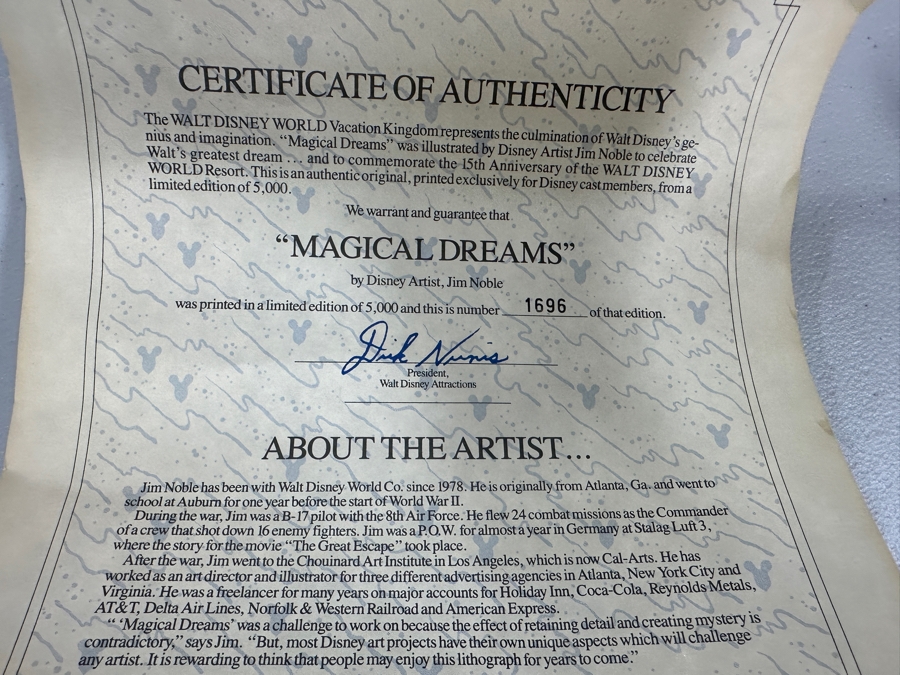 CERTIFICATE OF AUTHENTICITY
The WALT DISNEY WORLD Vacation Kingdom represents the culmination of Walt Disney's ge-
nius and imagination. "Magical Dreams" was illustrated by Disney Artist Jim Noble to celebrate
Walt's greatest dream ... and to commemorate the 15th Anniversary of the WALT DISNEY
WORLD Resort. This is an authentic original, printed exclusively for Disney cast members, from a
limited edition of 5,000.
We warrant and guarantee that
"MAGICAL DREAMS"
by Disney Artist, Jim Noble
was printed in a limited edition of 5,000 and this is number 1696 of that edition.
Dick Nunis
President,
Walt Disney Attractions
ABOUT THE ARTIST...
Jim Noble has been with Walt Disney World Co. since 1978. He is originally from Atlanta, Ga. and went to
school at Auburn for one year before the start of World War II.
During the war, Jim was a B-17 pilot with the 8th Air Force. He flew 24 combat missions as the Commander
of a crew that shot down 16 enemy fighters. Jim was a P.O.W. for almost a year in Germany at Stalag Luft 3,
where the story for the movie "The Great Escape" took place.
After the war, Jim went to the Chouinard Art Institute in Los Angeles, which is now Cal-Arts. He has
worked as an art director and illustrator for three different advertising agencies in Atlanta, New York City and
Virginia. He was a freelancer for many years on major accounts for Holiday Inn, Coca-Cola, Reynolds Metals,
AT&T, Delta Air Lines, Norfolk & Western Railroad and American Express.
" 'Magical Dreams' was a challenge to work on because the effect of retaining detail and creating mystery is
contradictory," says Jim. "But, most Disney art projects have their own unique aspects which will challenge
any artist. It is rewarding to think that people may enjoy this lithograph for years to come."